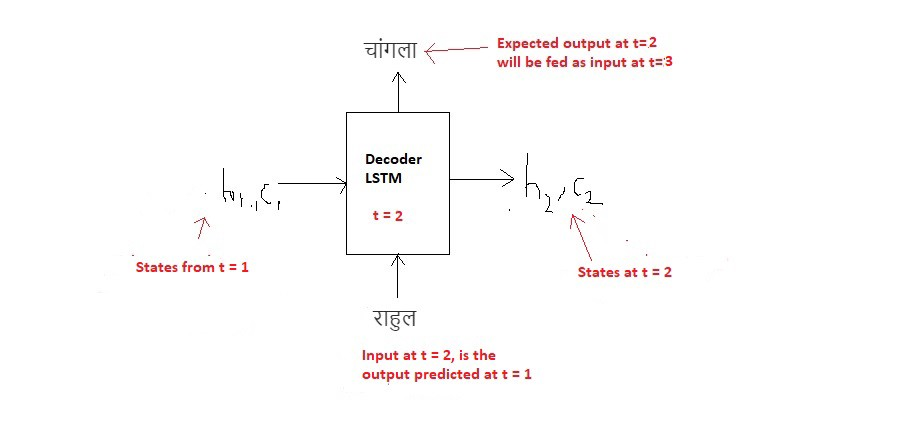 चांगला
Expected output at t=2
will be fed as input at t=3
Decoder
LSTM
t = 2
h1, c1
h2, c2
States from t = 1
States at t = 2
राहुल
Input at t = 2, is the
output predicted at t = 1